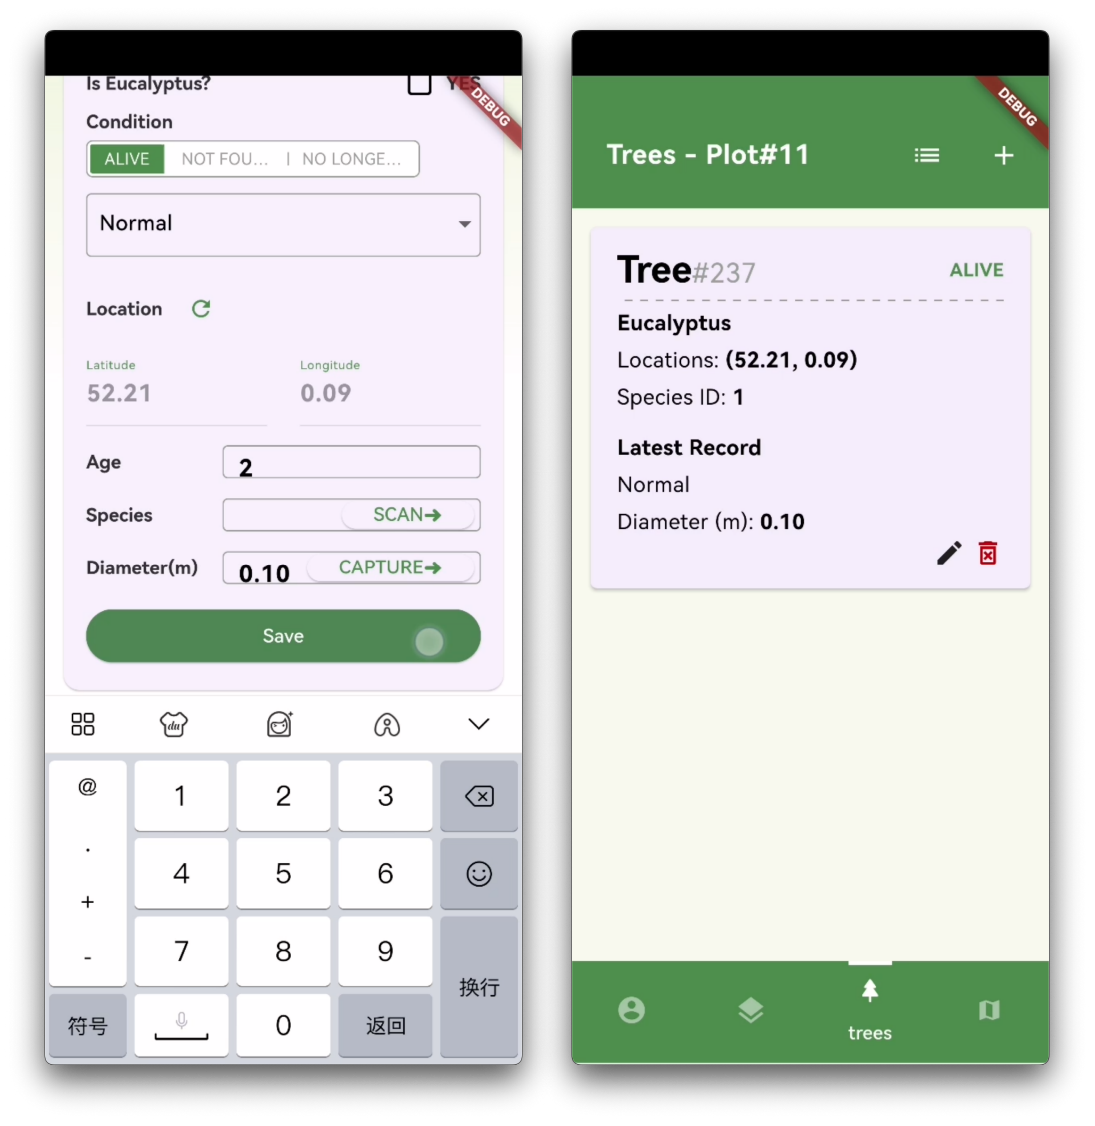 Is Eucalyptus?
YES
DEBUG
Condition
ALIVE
NOT FOU...
NO LONGE...
Normal
Location
Latitude
Longitude
52.21
0.09
Age
2
Species
SCAN➔
Diameter(m)
0.10
CAPTURE➔
Save
du
@
1
2
3
.
4
5
6
+
7
8
9
-
换行
符号
0
返回
DEBUG
Trees - Plot#11
Tree#237
ALIVE
Eucalyptus
Locations: (52.21, 0.09)
Species ID: 1
Latest Record
Normal
Diameter (m): 0.10
trees